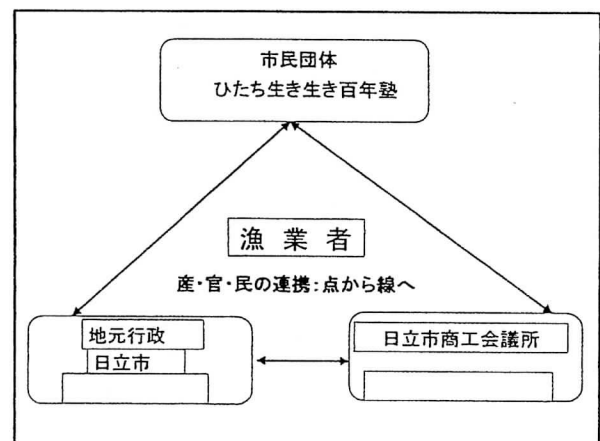 市民団体
ひたち生き生き百年塾
漁業者
産・官・民の連携：点から線へ
地元行政
日立市
日立市商工会議所